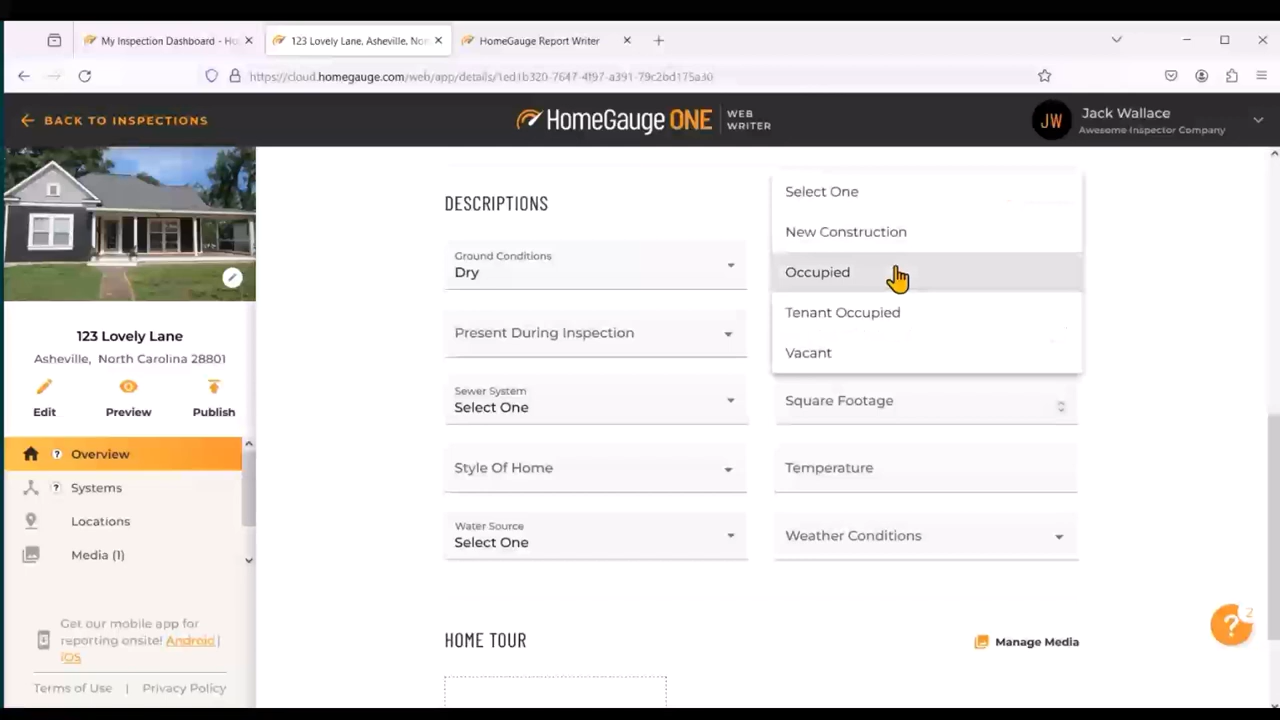 My Inspection Dashboard - Ho
123 Lovely Lane, Asheville, Nor
HomeGauge Report Writer
https://cloud.homegauge.com/web/app/details/1ed1b320-7647-4197-a391-79c2bd175a30
BACK TO INSPECTIONS
HomeGauge ONE
WEB
WRITER
JW
Jack Wallace
Awesome Inspector Company
123 Lovely Lane
Asheville, North Carolina 28801
Edit
Preview
Publish
? Overview
? Systems
Locations
Media (1)
Get our mobile app for
reporting onsite! Android |
iOS
Terms of Use | Privacy Policy
DESCRIPTIONS
Select One
New Construction
Occupied
Tenant Occupied
Vacant
Ground Conditions
Dry
Present During Inspection
Sewer System
Select One
Square Footage
Style Of Home
Temperature
Water Source
Select One
Weather Conditions
HOME TOUR
Manage Media
? 2